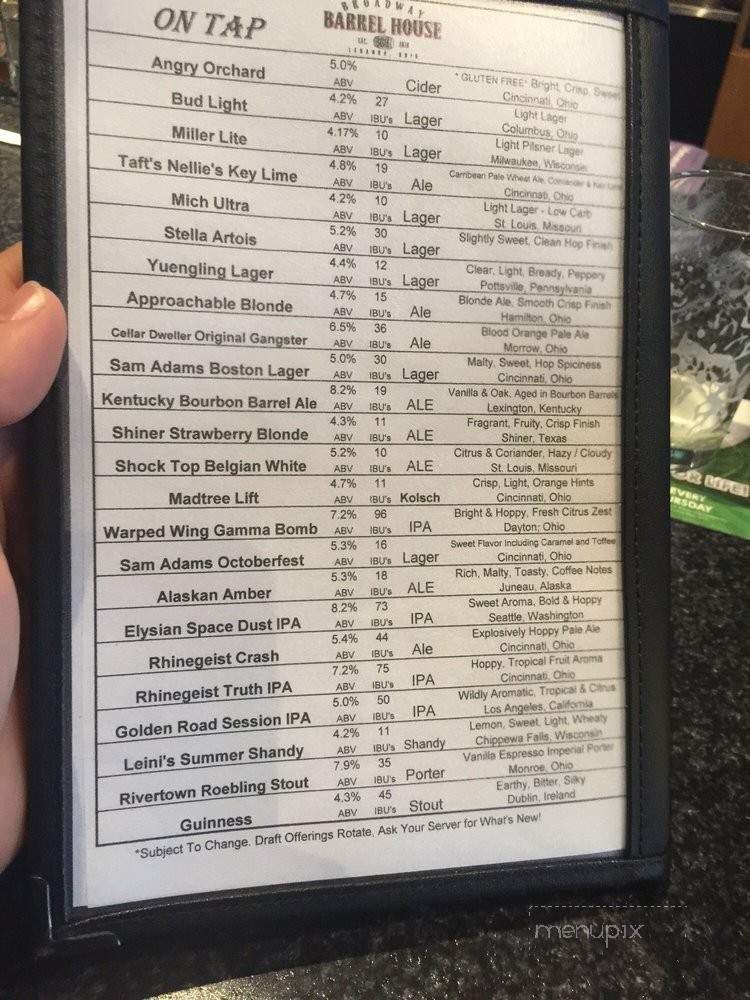 ON TAP
BROADWAY
BARREL HOUSE
EST. 2013
LEBANON, OHIO
Angry Orchard 5.0% ABV Cider *GLUTEN FREE* Bright, Crisp, Sweet
Cincinnati, Ohio
Bud Light 4.2% ABV 27 IBU's Lager Light Lager
Columbus, Ohio
Miller Lite 4.17% ABV 10 IBU's Lager Light Pilsner Lager
Milwaukee, Wisconsin
Taft's Nellie's Key Lime 4.8% ABV 19 IBU's Ale Carribean Pale Wheat Ale, Coriander & Key Lime
Cincinnati, Ohio
Mich Ultra 4.2% ABV 10 IBU's Lager Light Lager - Low Carb
St. Louis, Missouri
Stella Artois 5.2% ABV 30 IBU's Lager Slightly Sweet, Clean Hop Finish
Yuengling Lager 4.4% ABV 12 IBU's Lager Clear, Light, Bready, Peppery
Pottsville, Pennsylvania
Approachable Blonde 4.7% ABV 15 IBU's Ale Blonde Ale, Smooth Crisp Finish
Hamilton, Ohio
Cellar Dweller Original Gangster 6.5% ABV 36 IBU's Ale Blood Orange Pale Ale
Morrow, Ohio
Sam Adams Boston Lager 5.0% ABV 30 IBU's Lager Malty, Sweet, Hop Spiciness
Cincinnati, Ohio
Kentucky Bourbon Barrel Ale 8.2% ABV 19 IBU's ALE Vanilla & Oak, Aged in Bourbon Barrels
Lexington, Kentucky
Shiner Strawberry Blonde 4.3% ABV 11 IBU's ALE Fragrant, Fruity, Crisp Finish
Shiner, Texas
Shock Top Belgian White 5.2% ABV 10 IBU's ALE Citrus & Coriander, Hazy / Cloudy
St. Louis, Missouri
Madtree Lift 4.7% ABV 11 IBU's Kolsch Crisp, Light, Orange Hints
Cincinnati, Ohio
Warped Wing Gamma Bomb 7.2% ABV 96 IBU's IPA Bright & Hoppy, Fresh Citrus Zest
Dayton; Ohio
Sam Adams Octoberfest 5.3% ABV 16 IBU's Lager Sweet Flavor Including Caramel and Toffee
Cincinnati, Ohio
Alaskan Amber 5.3% ABV 18 IBU's ALE Rich, Malty, Toasty, Coffee Notes
Juneau, Alaska
Elysian Space Dust IPA 8.2% ABV 73 IBU's IPA Sweet Aroma, Bold & Hoppy
Seattle, Washington
Rhinegeist Crash 5.4% ABV 44 IBU's Ale Explosively Hoppy Pale Ale
Cincinnati, Ohio
Rhinegeist Truth IPA 7.2% ABV 75 IBU's IPA Hoppy, Tropical Fruit Aroma
Cincinnati, Ohio
Golden Road Session IPA 5.0% ABV 50 IBU's IPA Wildly Aromatic, Tropical & Citrus
Los Angeles, California
Leini's Summer Shandy 4.2% ABV 11 IBU's Shandy Lemon, Sweet, Light, Wheaty
Chippewa Falls, Wisconsin
Rivertown Roebling Stout 7.9% ABV 35 IBU's Porter Vanilla Espresso Imperial Porter
Monroe, Ohio
Guinness 4.3% ABV 45 IBU's Stout Earthy, Bitter, Silky
Dublin, Ireland
*Subject To Change. Draft Offerings Rotate, Ask Your Server for What's New!
OR LIFE!
EVERY
RSDAY
menupix